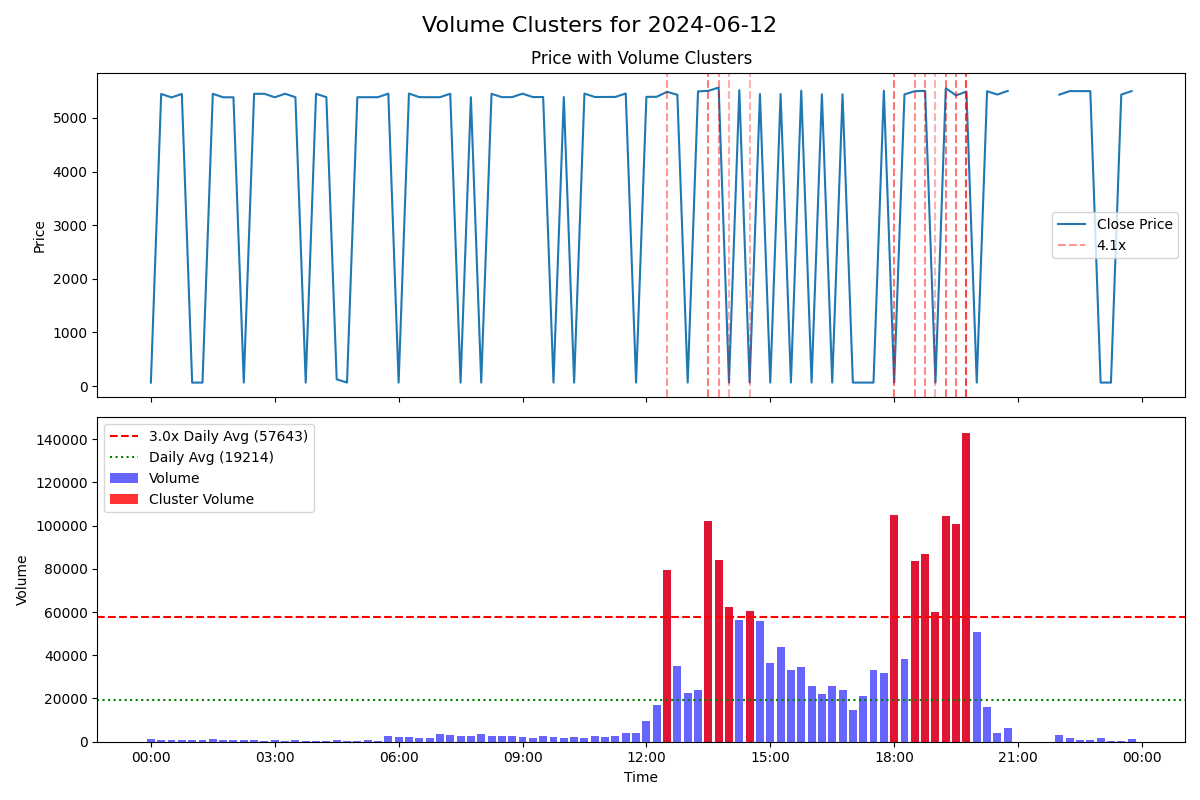 Volume Clusters for 2024-06-12
Price with Volume Clusters
5000
4000
3000
2000
1000
0
Price
Close Price
4.1x
140000
120000
100000
80000
60000
40000
20000
0
Volume
3.0x Daily Avg (57643)
Daily Avg (19214)
Volume
Cluster Volume
00:00 03:00 06:00 09:00 12:00 15:00 18:00 21:00 00:00
Time